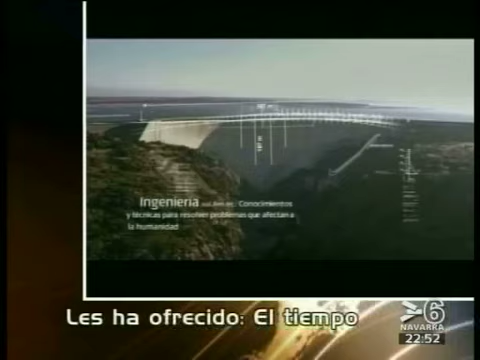 Ingeniería
Conocimientos
y técnicas para resolver problemas que afectan a
la humanidad
Les ha ofrecido: El tiempo
6
NAVARRA
22:52